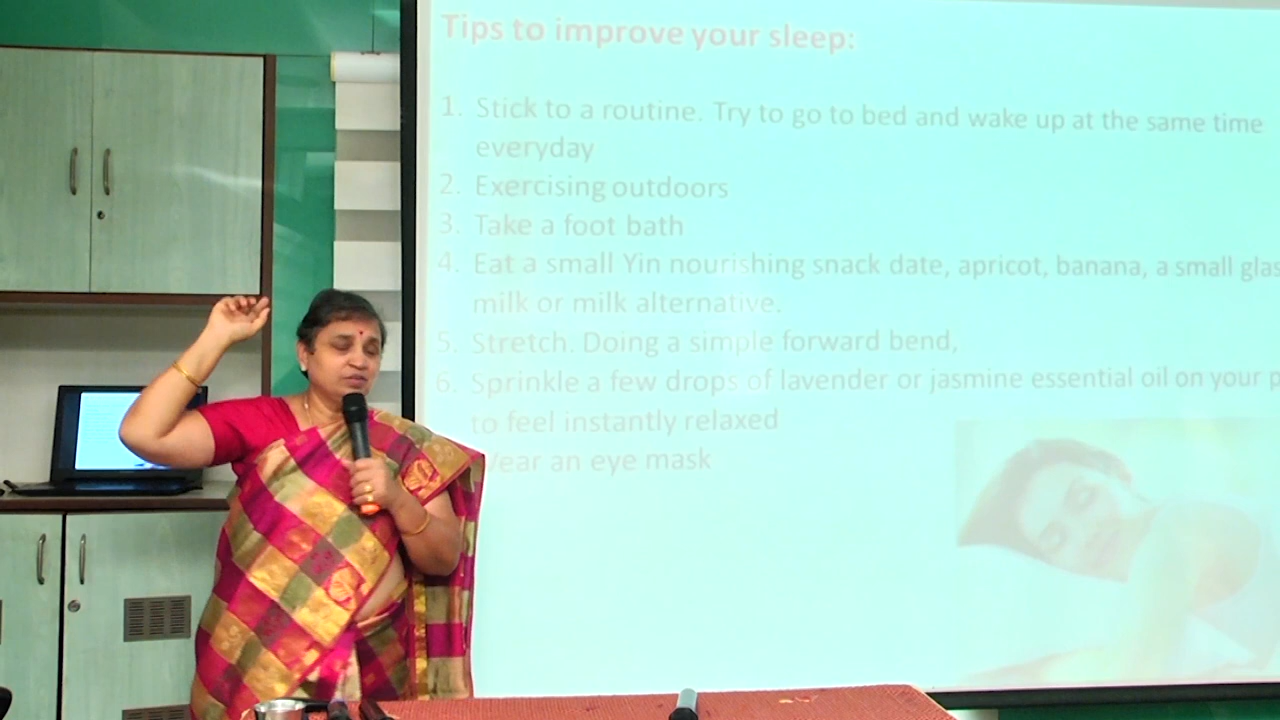 Tips to improve your sleep:
1. Stick to a routine. Try to go to bed and wake up at the same time
everyday
2. Exercising outdoors
3. Take a foot bath
4. Eat a small Yin nourishing snack date, apricot, banana, a small
milk or milk alternative.
5. Stretch. Doing a simple forward bend,
6. Sprinkle a few drops of lavender or jasmine essential oil on your
to feel instantly relaxed
an eye mask